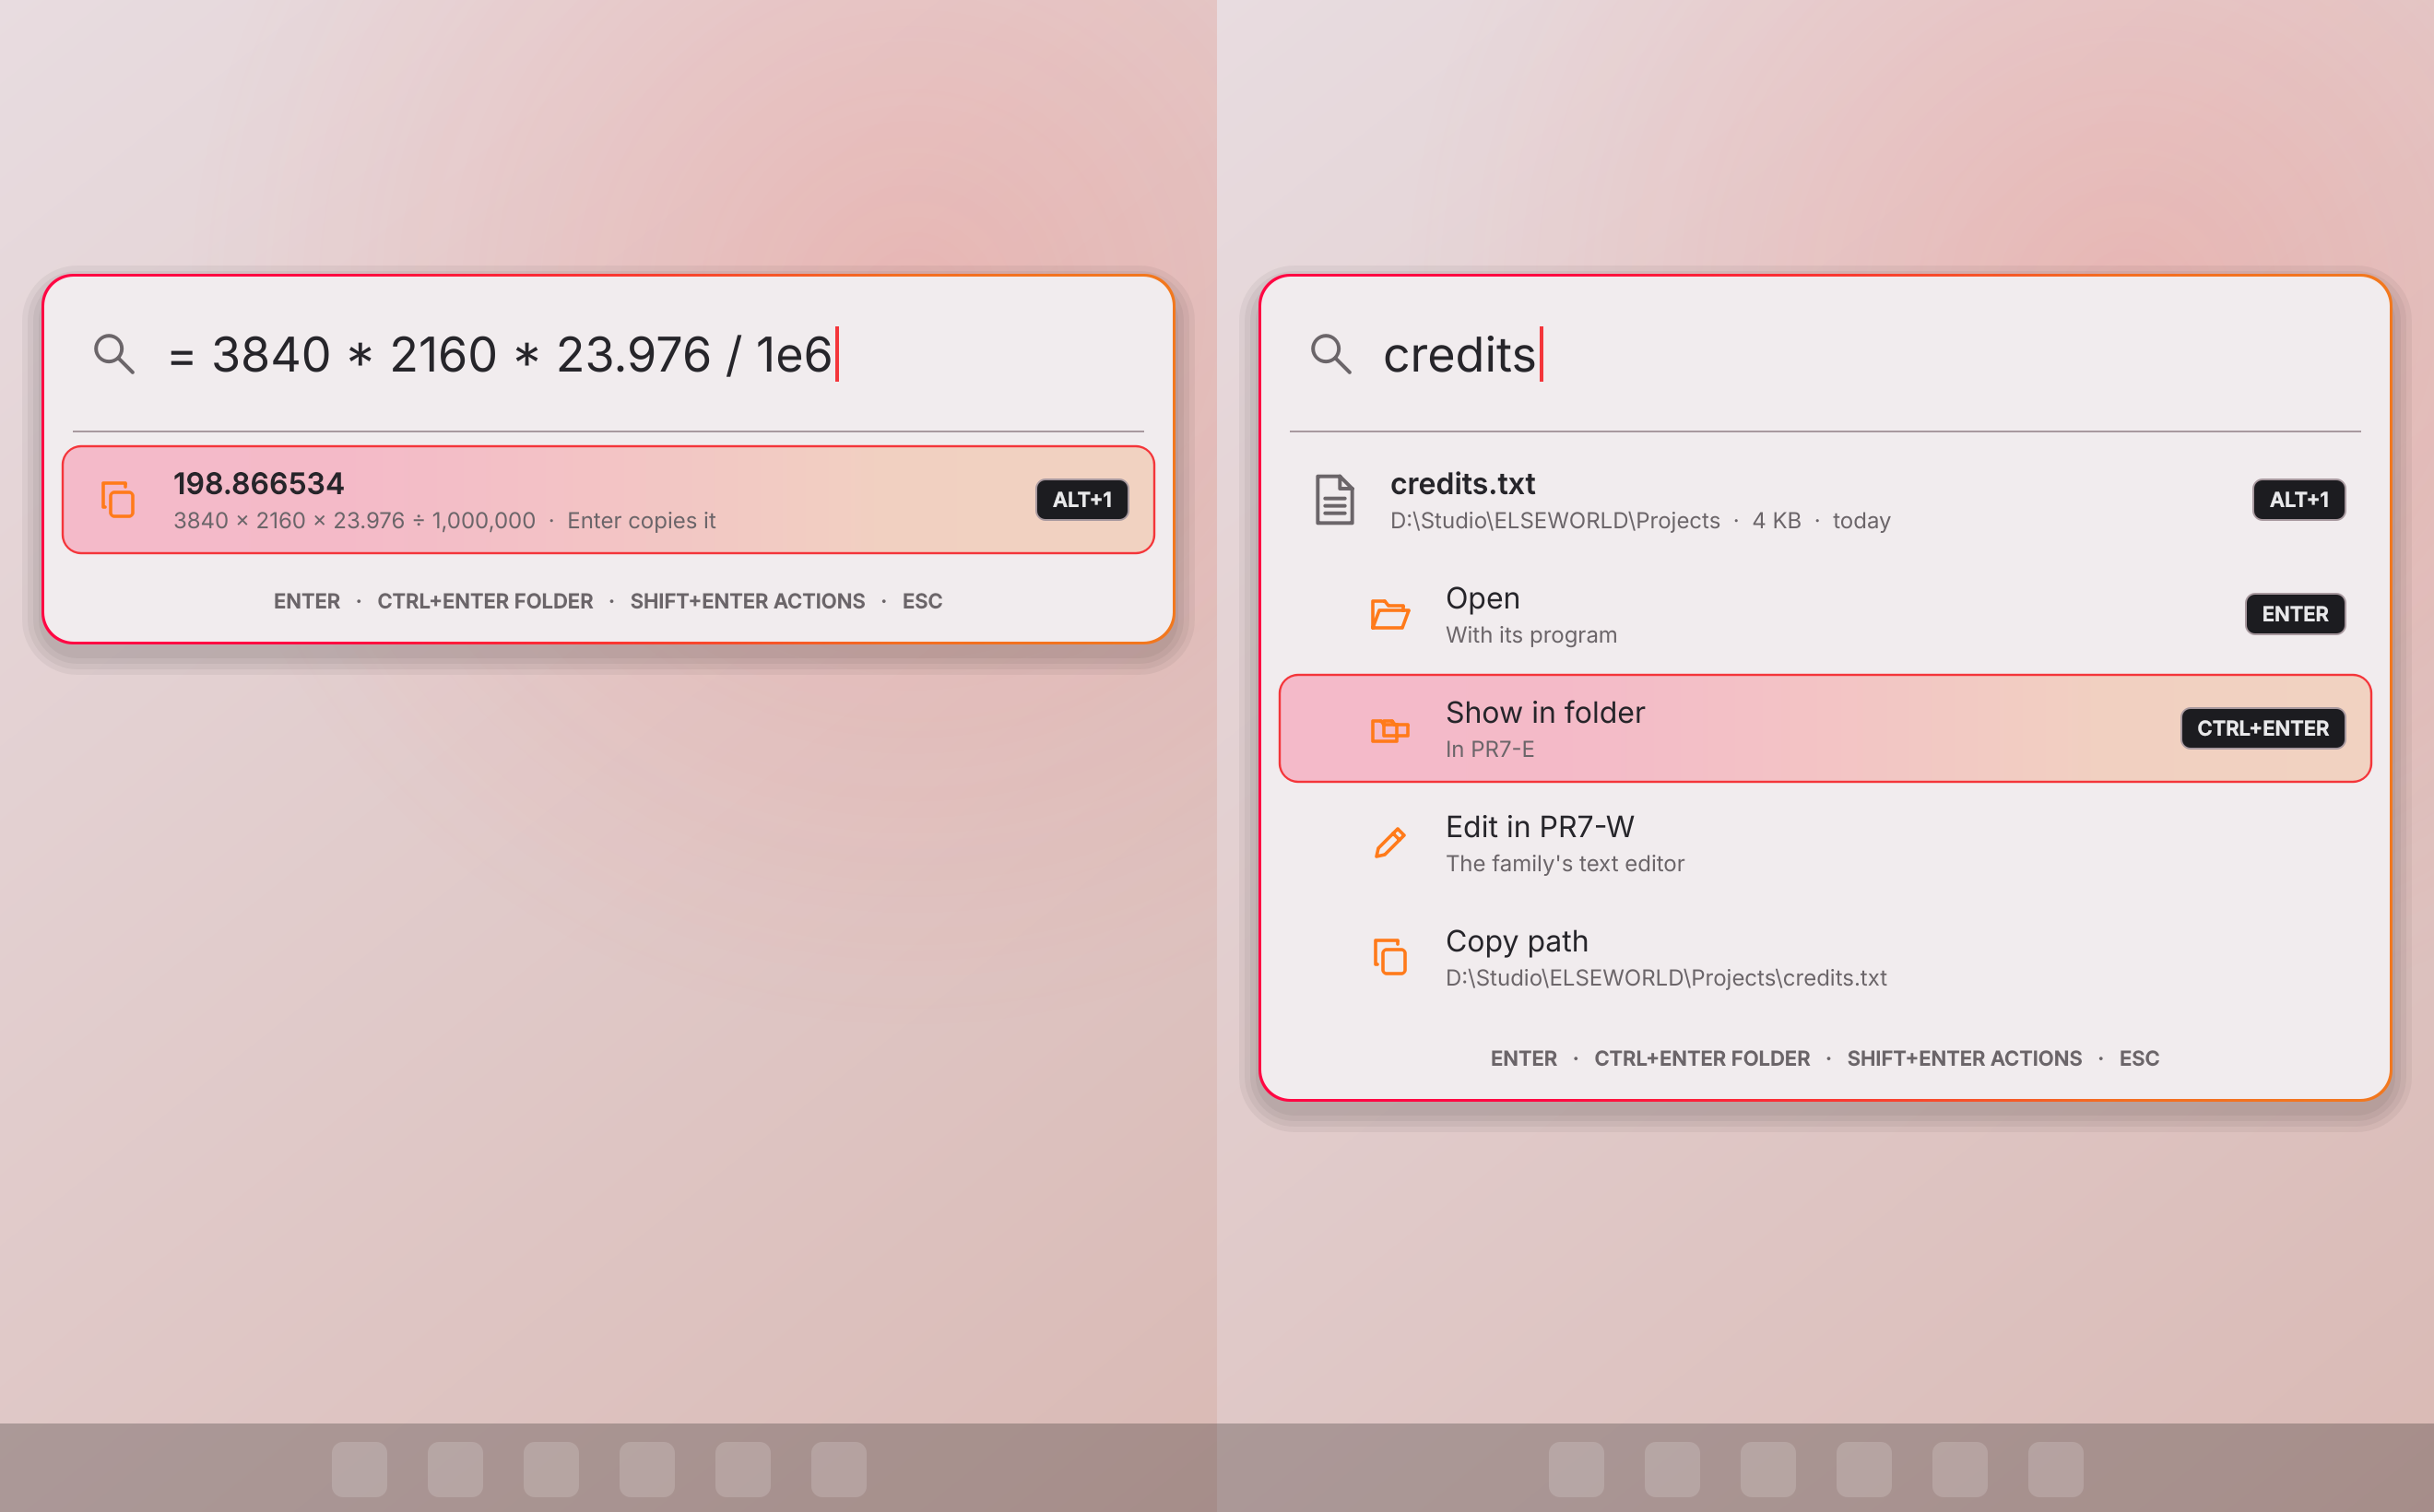 = 3840 * 2160 * 23.976 / 1e6
198.866534
3840 × 2160 × 23.976 ÷ 1,000,000 · Enter copies it
ALT+1
ENTER · CTRL+ENTER FOLDER · SHIFT+ENTER ACTIONS · ESC
credits
credits.txt
D:\Studio\ELSEWORLD\Projects · 4 KB · today
ALT+1
Open
With its program
ENTER
Show in folder
In PR7-E
CTRL+ENTER
Edit in PR7-W
The family's text editor
Copy path
D:\Studio\ELSEWORLD\Projects\credits.txt
ENTER · CTRL+ENTER FOLDER · SHIFT+ENTER ACTIONS · ESC